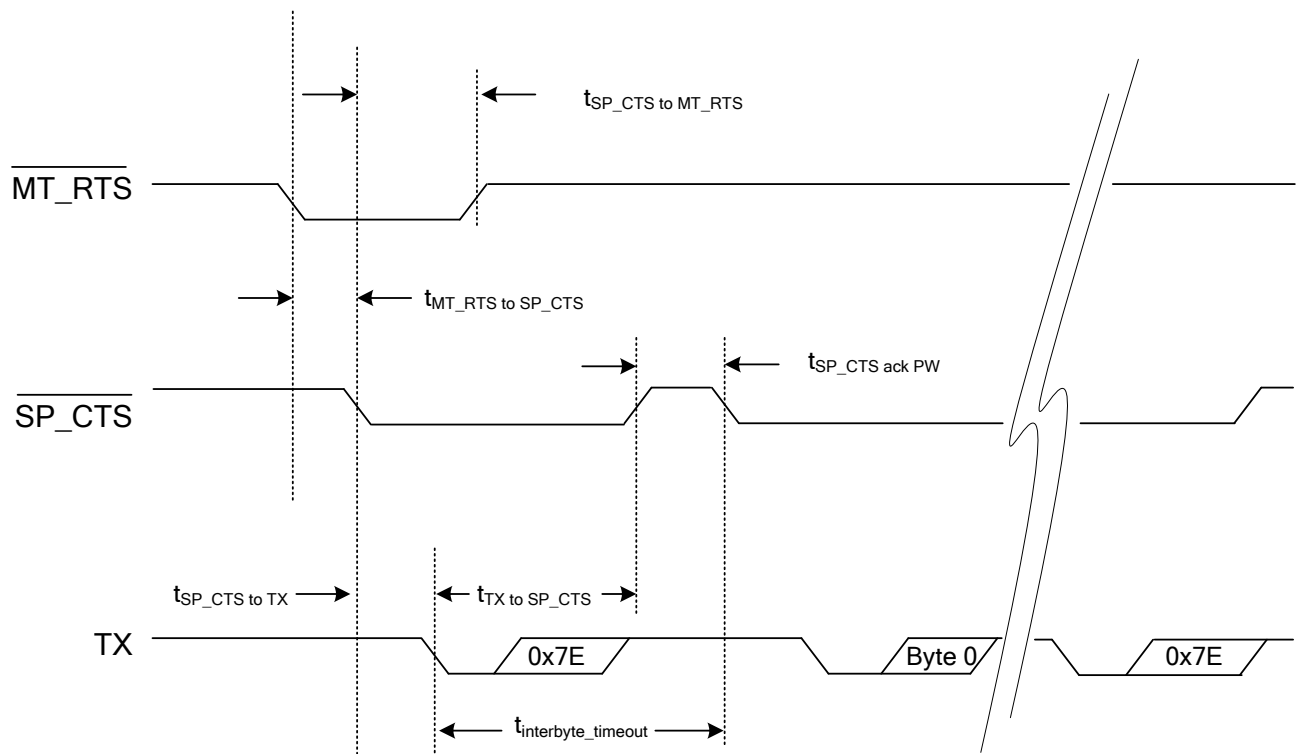 tSP_CTS to MT_RTS
MT_RTS
tMT_RTS to SP_CTS
tSP_CTS ack PW
SP_CTS
tSP_CTS to TX
tTX to SP_CTS
TX
0x7E
Byte 0
0x7E
tinterbyte_timeout